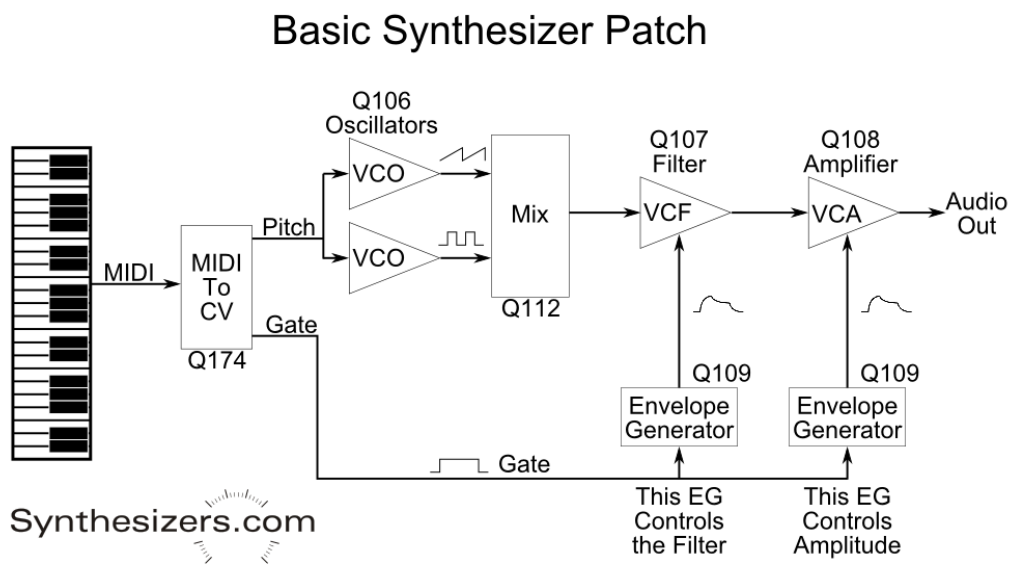 Basic Synthesizer Patch
Q106
Oscillators
VCO
VCO
Mix
Q112
Q107
Filter
VCF
Q108
Amplifier
VCA
Audio
Out
MIDI
MIDI
To
CV
Q174
Pitch
Gate
Q109
Envelope
Generator
Q109
Envelope
Generator
Gate
This EG
Controls
the Filter
This EG
Controls
Amplitude
Synthesizers.com